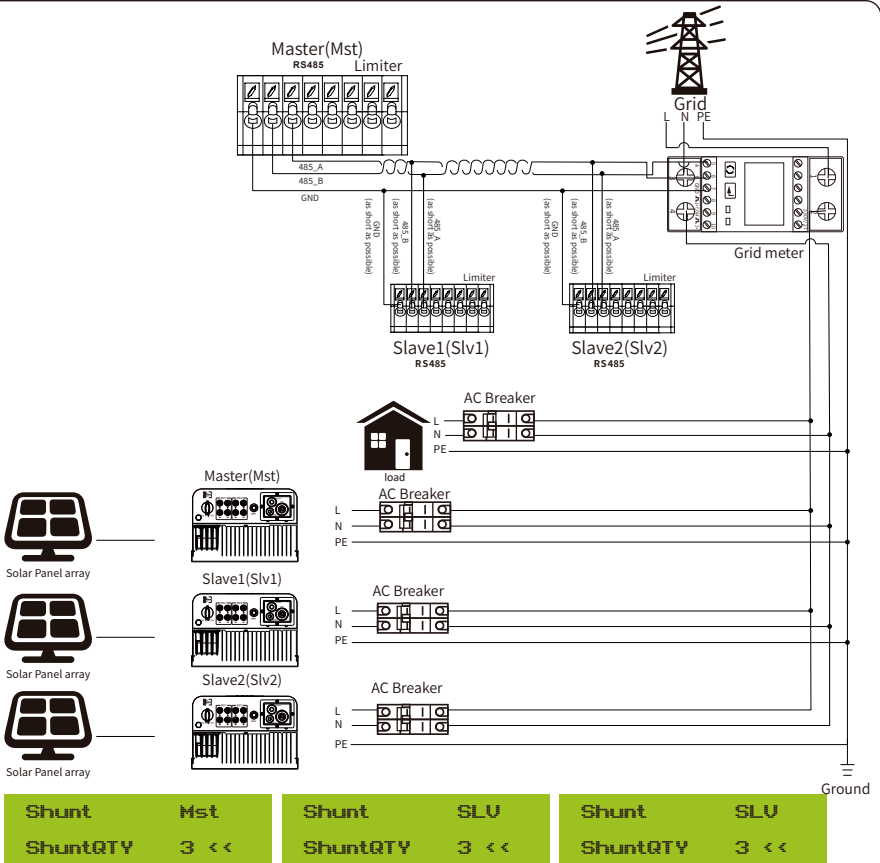 Master(Mst)
RS485
Limiter
Grid
L N PE
485_A
485_B
GND
Grid meter
GND
(as short as possible)
485_B
(as short as possible)
485_A
(as short as possible)
GND
(as short as possible)
485_B
(as short as possible)
485_A
(as short as possible)
Limiter
Limiter
Slave1(Slv1)
RS485
Slave2(Slv2)
RS485
AC Breaker
L
N
PE
load
Master(Mst)
AC Breaker
L
N
PE
Solar Panel array
Slave1(Slv1)
AC Breaker
L
N
PE
Solar Panel array
Slave2(Slv2)
AC Breaker
L
N
PE
Solar Panel array
Ground
Shunt Mst
ShuntQTY 3 <<
Shunt SLV
ShuntQTY 3 <<
Shunt SLV
ShuntQTY 3 <<